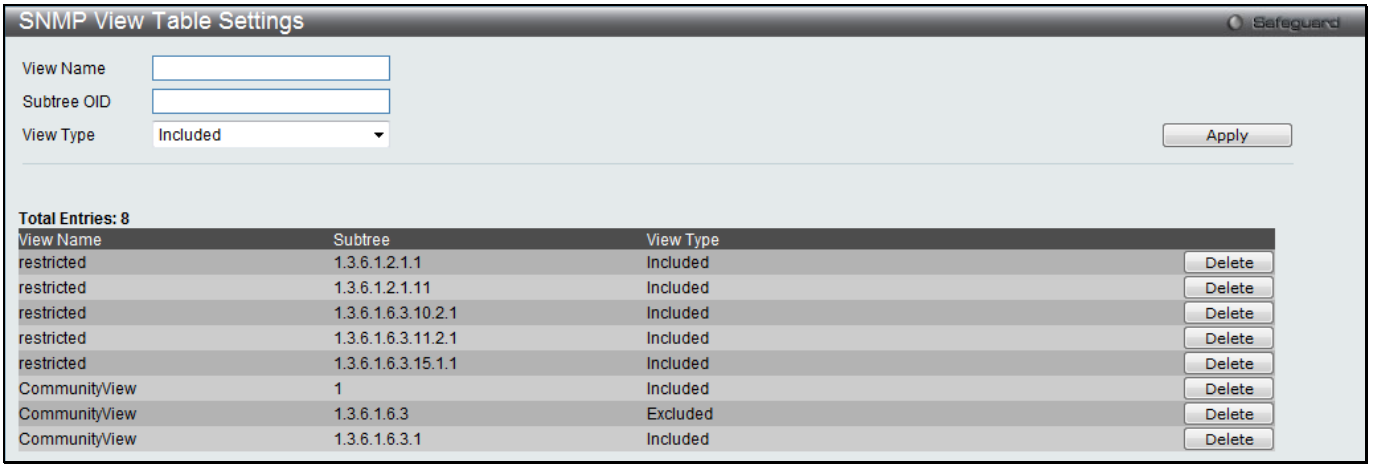 SNMP View Table Settings
Safeguard
View Name
Subtree OID
View Type Included
Apply
Total Entries: 8
View Name Subtree View Type
restricted 1.3.6.1.2.1.1 Included Delete
restricted 1.3.6.1.2.1.11 Included Delete
restricted 1.3.6.1.6.3.10.2.1 Included Delete
restricted 1.3.6.1.6.3.11.2.1 Included Delete
restricted 1.3.6.1.6.3.15.1.1 Included Delete
CommunityView 1 Included Delete
CommunityView 1.3.6.1.6.3 Excluded Delete
CommunityView 1.3.6.1.6.3.1 Included Delete